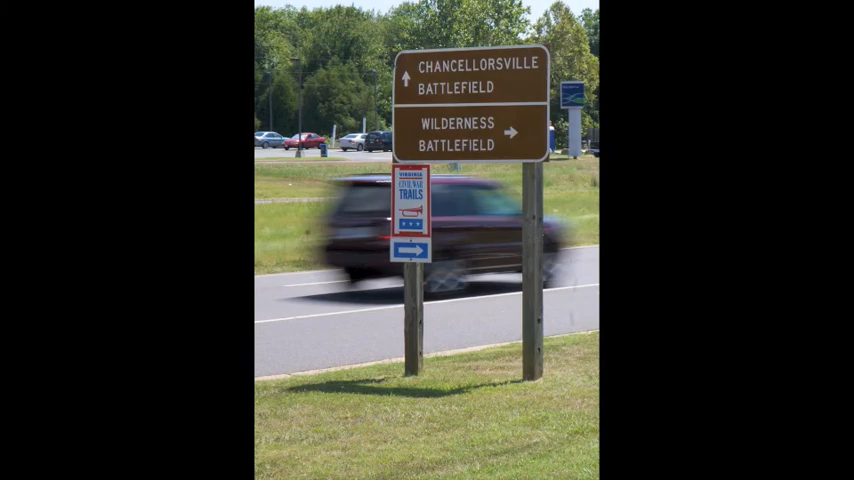 CHANCELLORSVILLE
BATTLEFIELD
WILDERNESS
BATTLEFIELD
VIRGINIA
CIVIL WAR
TRAILS